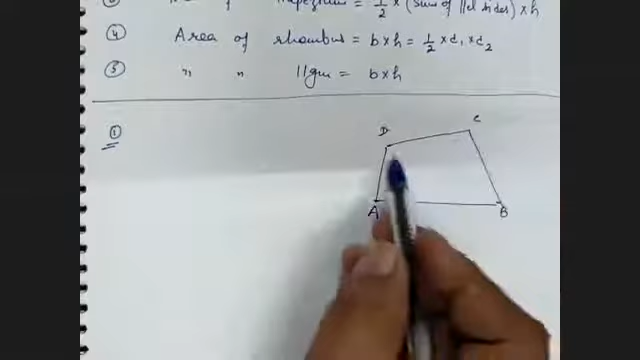 trapezium = 1/2 × (Sum of ||el sides) × h
④ Area of rhombus = b×h = 1/2 × d₁ × d₂
⑤ " " ||gm = b×h
①
D C
A B